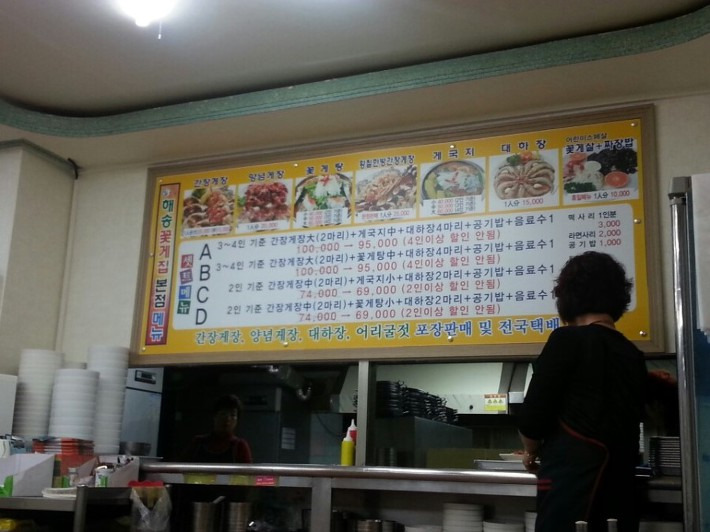 해송꽃게집 본점 메뉴
간장게장
양념게장
꽃게탕
게국지
대하장
어린이스페셜
꽃게살+짜장밥
1人分 15,000
1人分 10,000
세트메뉴
A 3~4인 기준 간장게장大(2마리)+게국지中+대하장4마리+공기밥+음료수1
100,000 → 95,000 (4인이상 할인 안됨)
B 3~4인 기준 간장게장大(2마리)+꽃게탕中+대하장4마리+공기밥+음료수1
100,000 → 95,000 (4인이상 할인 안됨)
C 2인 기준 간장게장中(2마리)+게국지小+대하장2마리+공기밥+음료수1
74,000 → 69,000 (2인이상 할인 안됨)
D 2인 기준 간장게장中(2마리)+꽃게탕小+대하장2마리+공기밥+음료수1
74,000 → 69,000 (2인이상 할인 안됨)
떡사리 1인분
3,000
라면사리 2,000
공기밥 1,000
간장게장, 양념게장, 대하장, 어리굴젓 포장판매 및 전국택배